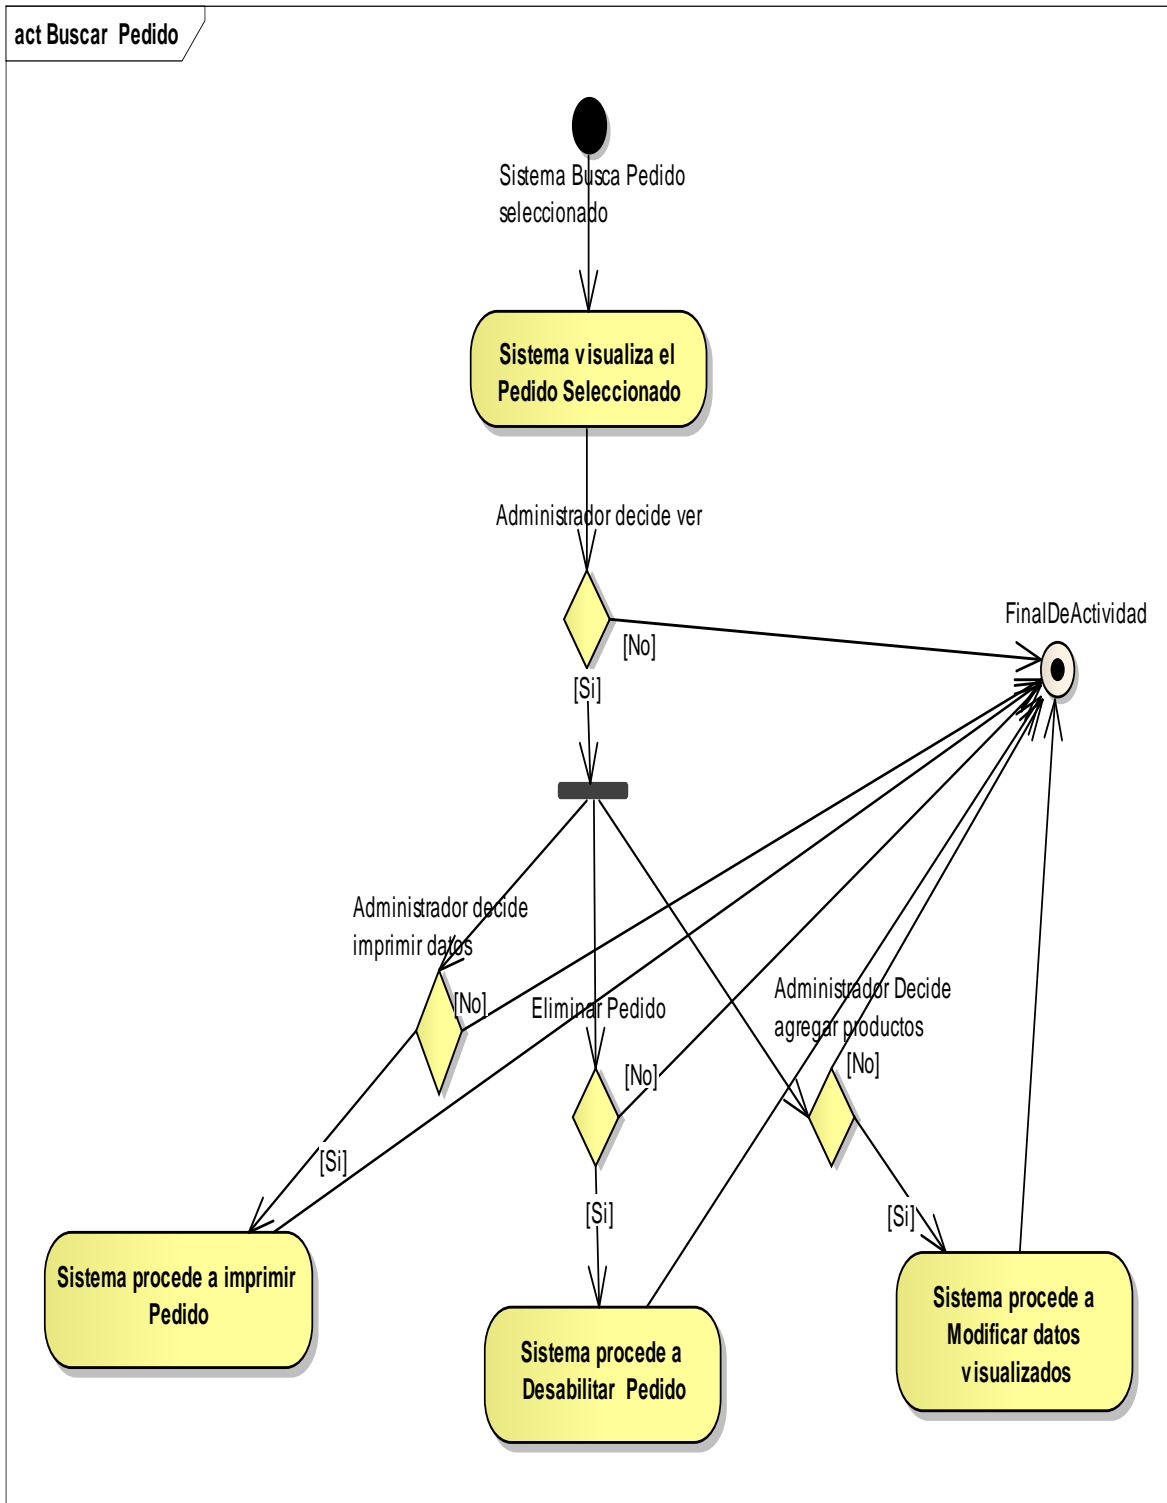 act Buscar Pedido
Sistema Busca Pedido
seleccionado
Sistema visualiza el
Pedido Seleccionado
Administrador decide ver
[No]
FinalDeActividad
[Si]
Administrador decide
imprimir datos
[No]
Eliminar Pedido
[No]
Administrador Decide
agregar productos
[No]
[Si]
[Si]
[Si]
Sistema procede a imprimir
Pedido
Sistema procede a
Desabilitar Pedido
Sistema procede a
Modificar datos
visualizados